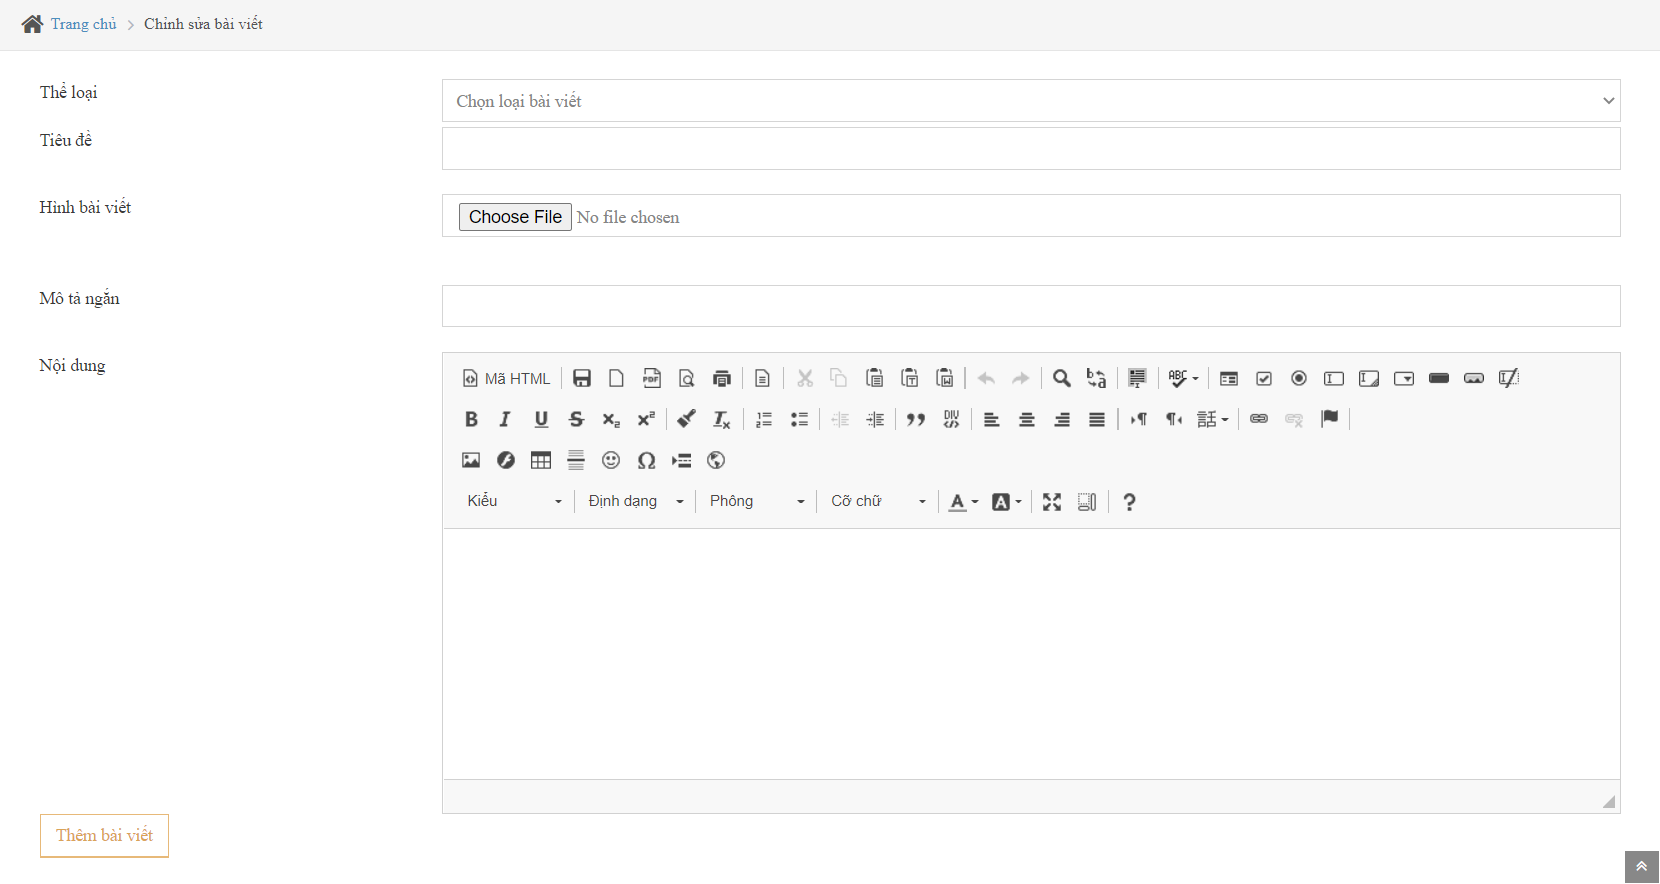 Trang chủ > Chỉnh sửa bài viết
Thể loại
Chọn loại bài viết
Tiêu đề
Hình bài viết
Choose File No file chosen
Mô tả ngắn
Nội dung
Mã HTML
Kiểu Định dạng Phông Cỡ chữ
Thêm bài viết